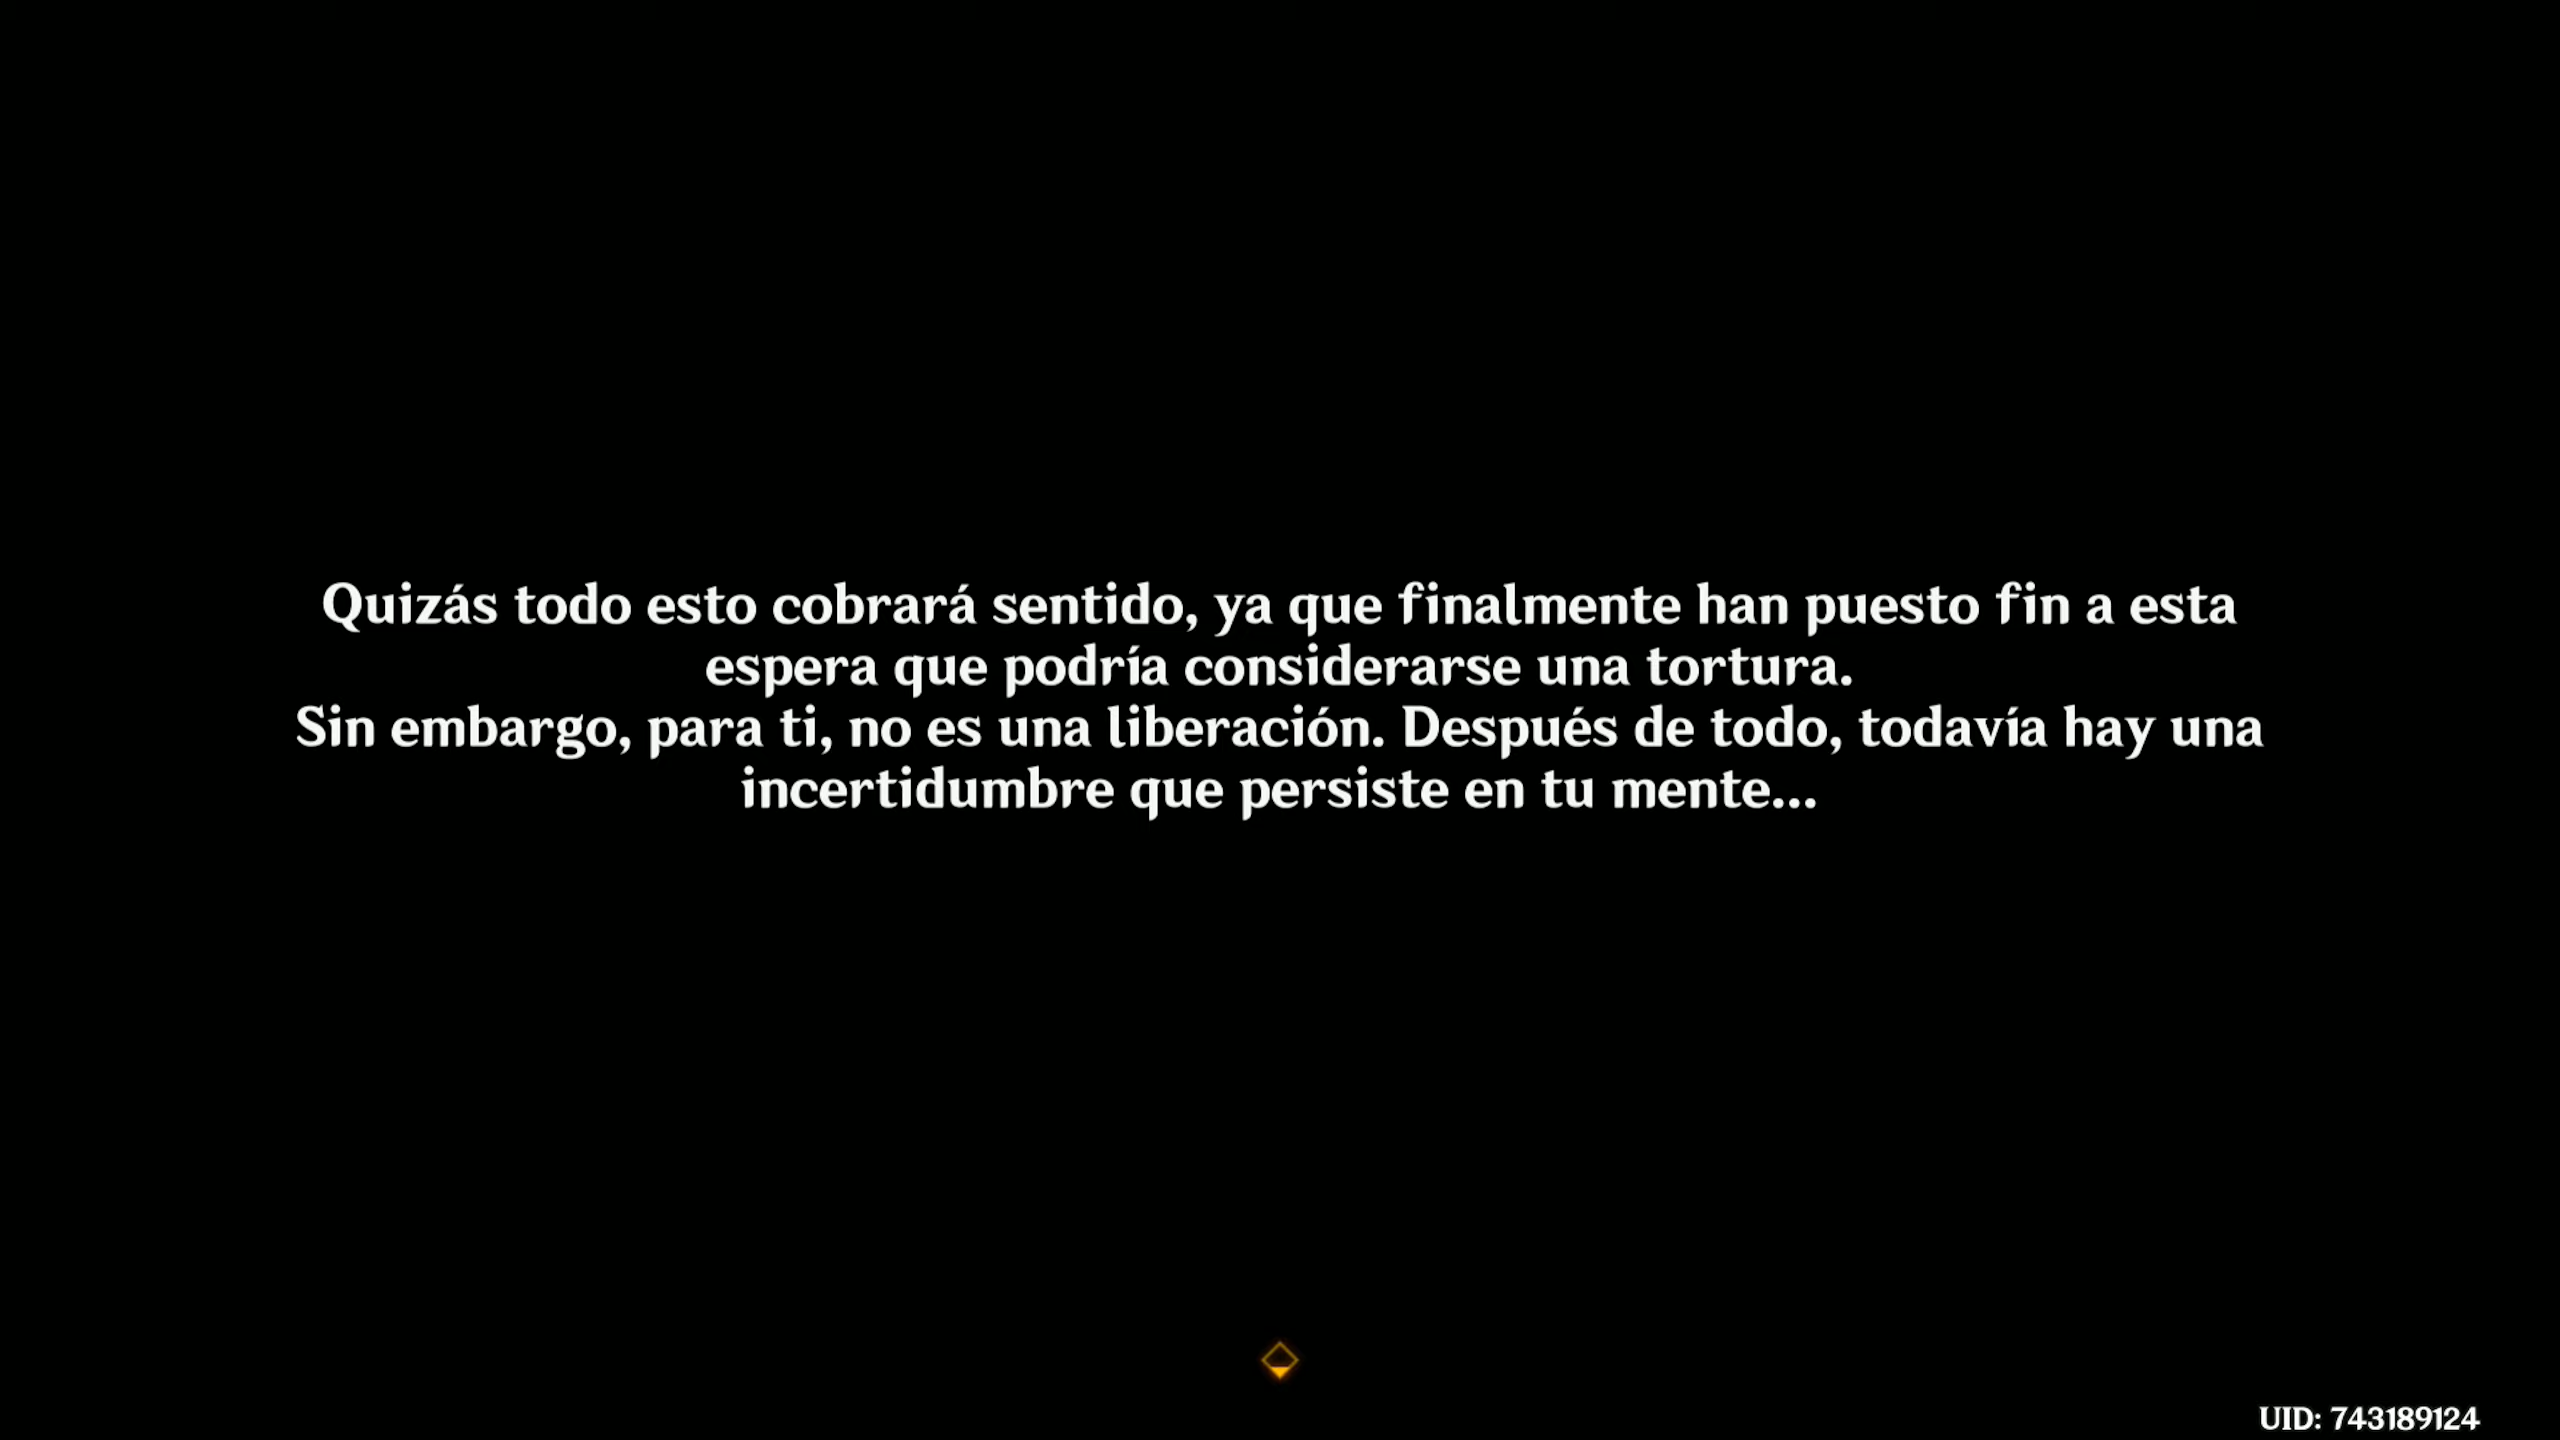 Quizás todo esto cobrará sentido, ya que finalmente han puesto fin a esta
espera que podría considerarse una tortura.
Sin embargo, para ti, no es una liberación. Después de todo, todavía hay una
incertidumbre que persiste en tu mente...
UID: 743189124